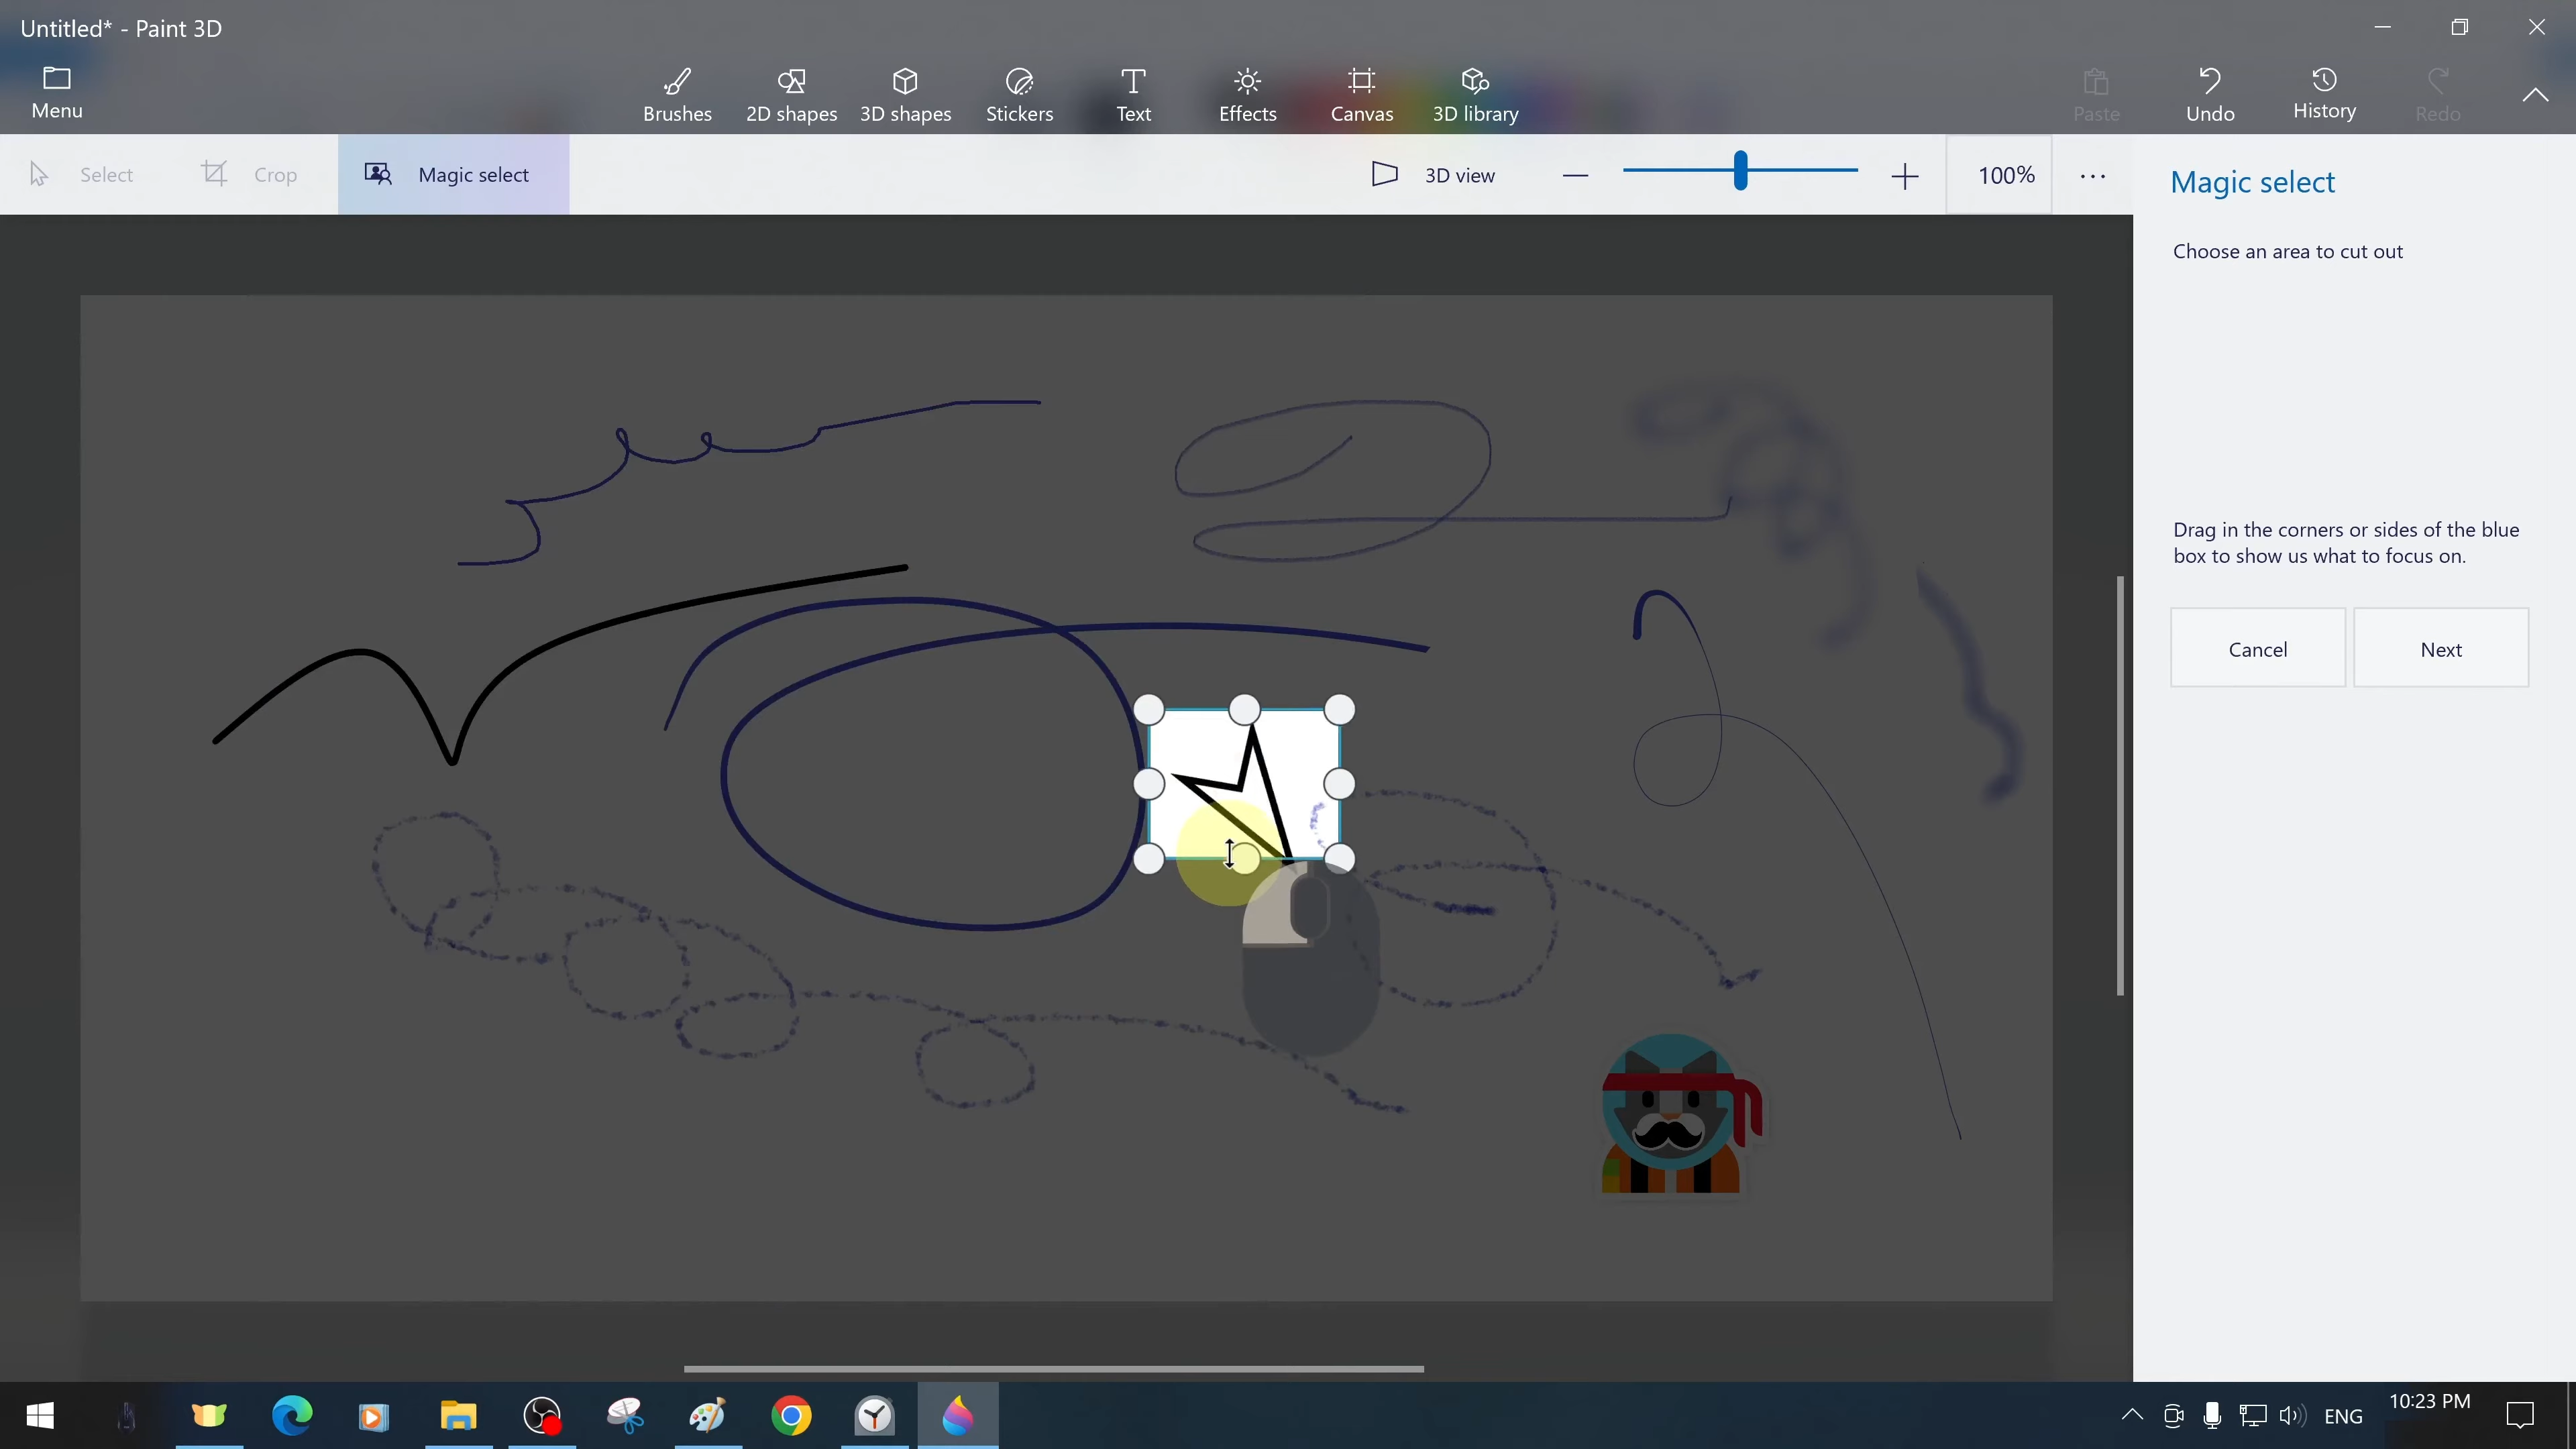 Untitled* - Paint 3D
Menu
Brushes
2D shapes
3D shapes
Stickers
Text
Effects
Canvas
3D library
Paste
Undo
History
Redo
Select
Crop
Magic select
3D view
100%
Magic select
Choose an area to cut out
Drag in the corners or sides of the blue
box to show us what to focus on.
Cancel
Next
ENG
10:23 PM